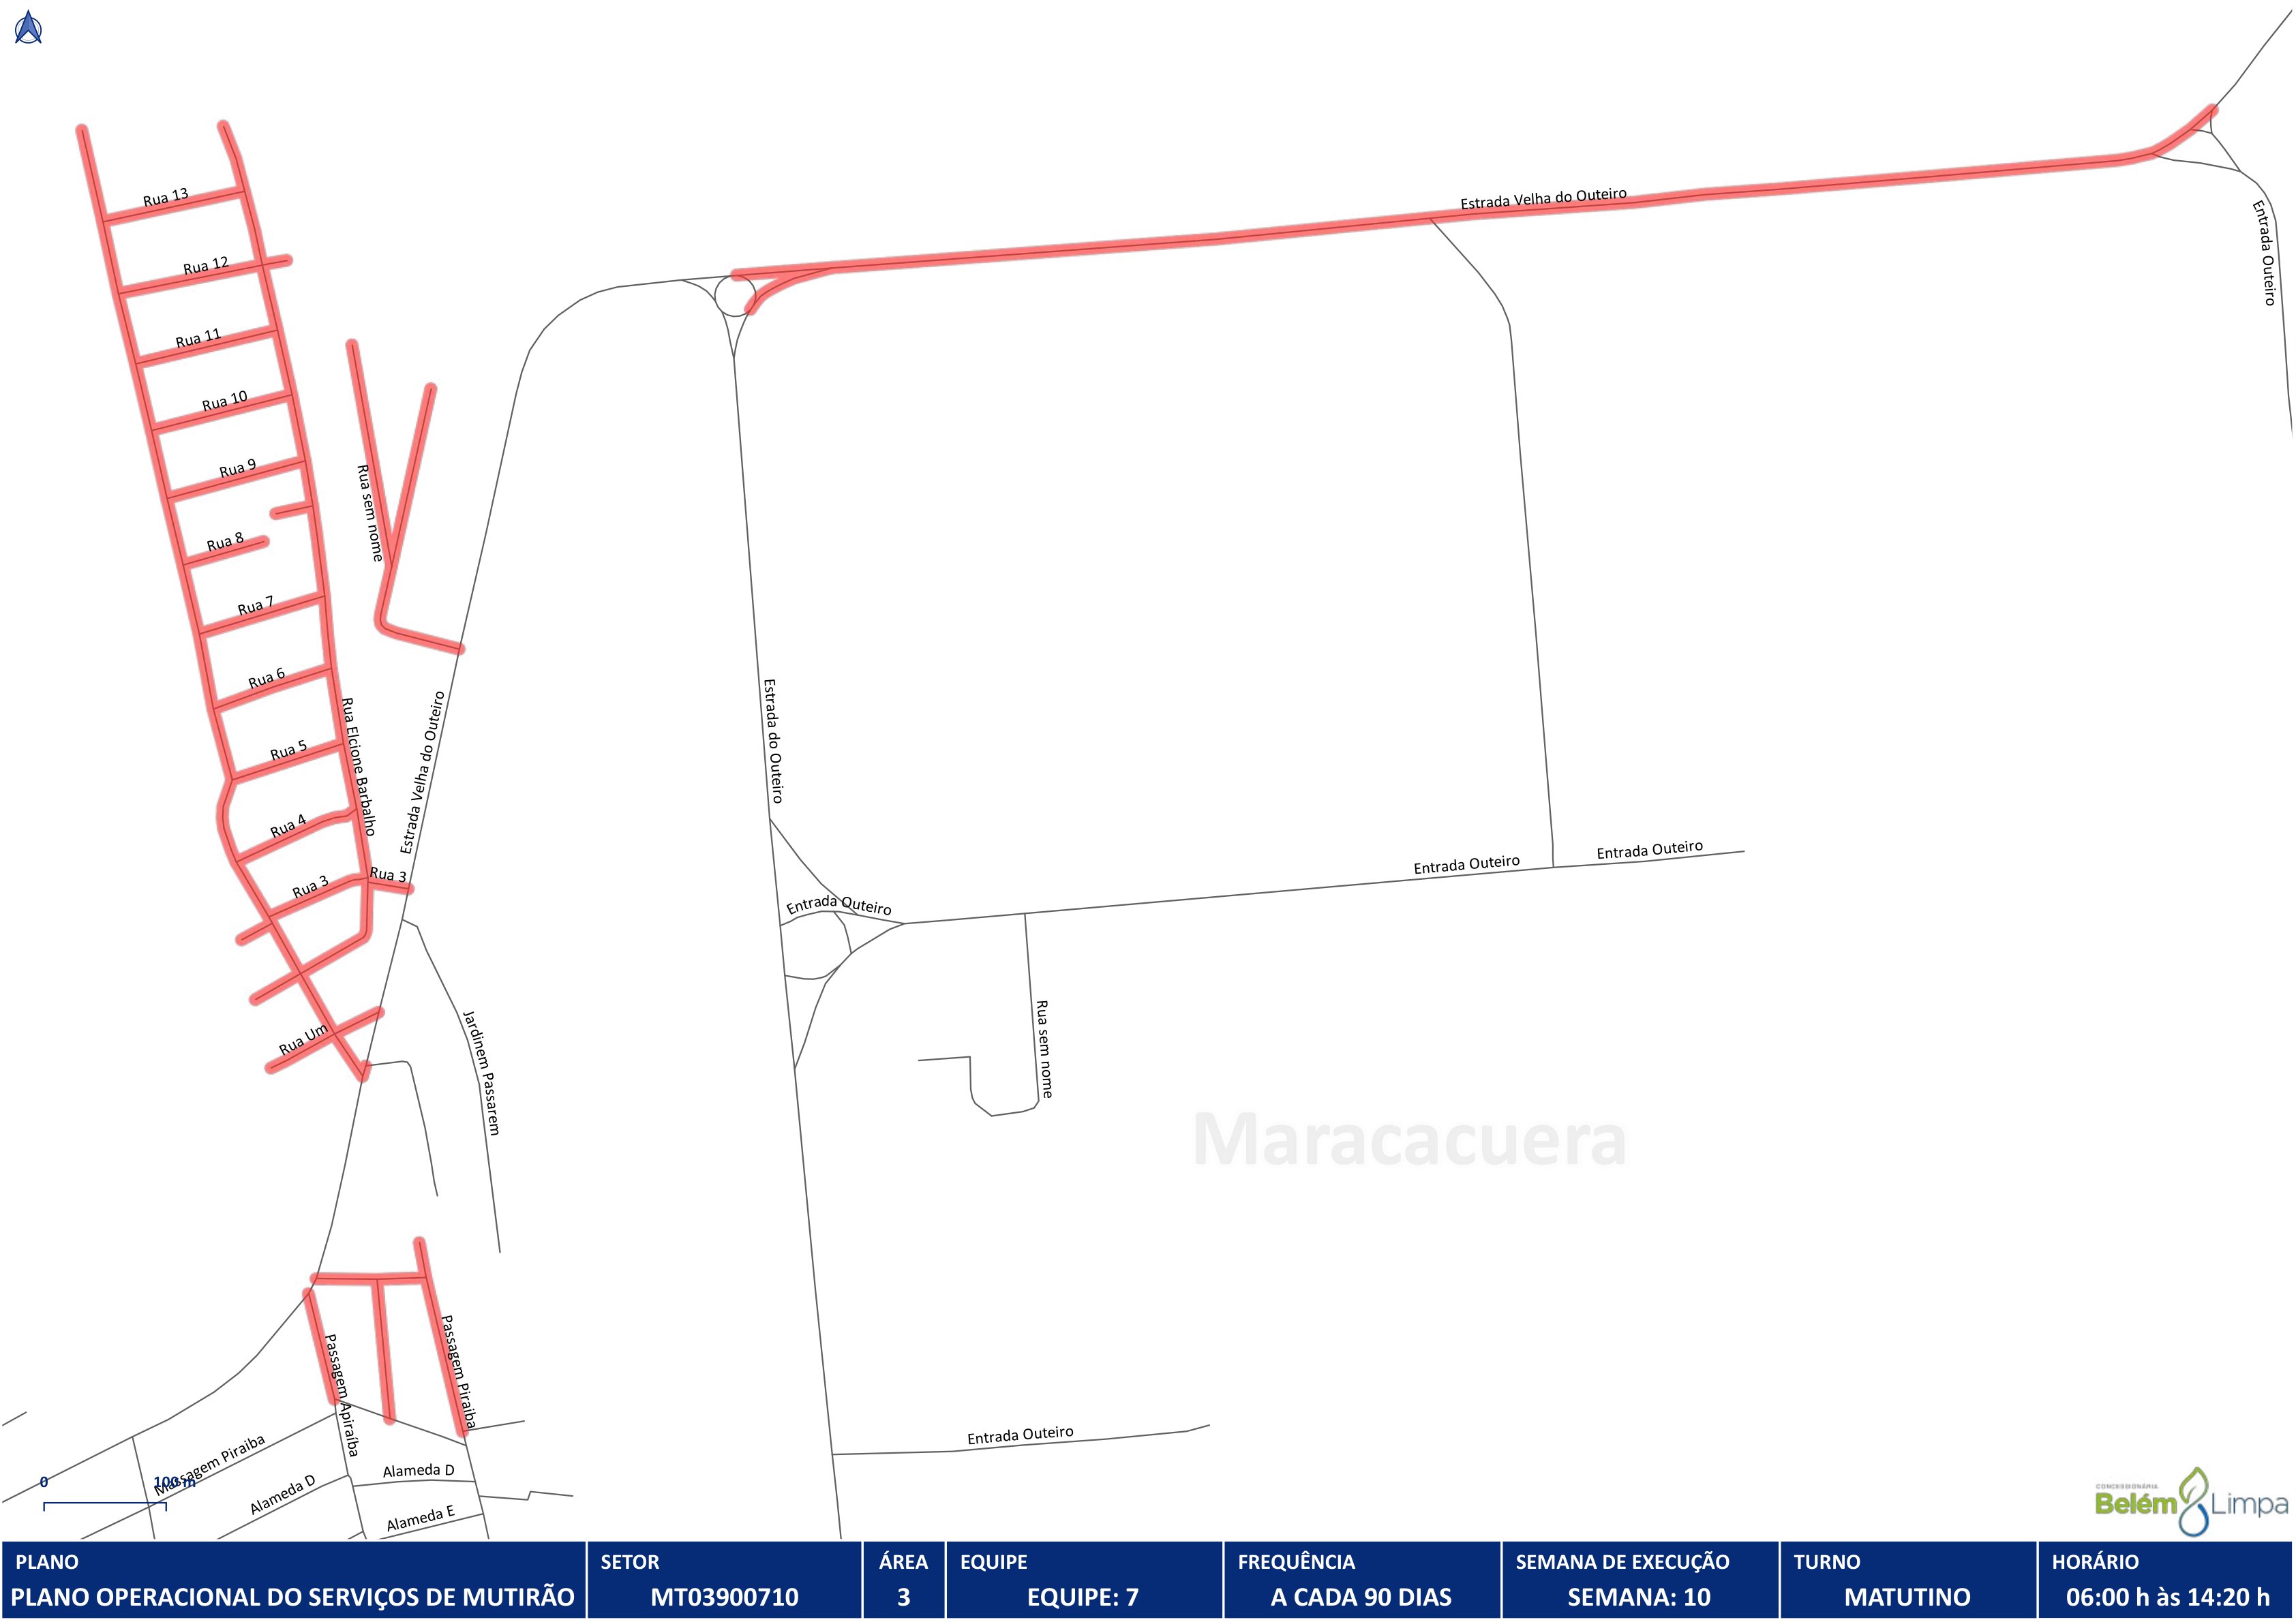 Rua 13
Estrada Velha do Outeiro
Entrada Outeiro
Rua 12
Rua 11
Rua 10
Rua 9
Rua sem nome
Rua 8
Rua 7
Rua 6
Rua Elcione Barbalho
Estrada Velha do Outeiro
Estrada do Outeiro
Rua 5
Rua 4
Rua 3
Rua 3
Entrada Outeiro
Entrada Outeiro
Entrada Outeiro
Rua Um
Jardinem Passarem
Rua sem nome
Maracacuera
Passagem Apiraíba
Passagem Piraiba
Massagem Piraiba
Entrada Outeiro
Alameda D
Alameda D
Alameda E
0 100 m
CONCESSIONÁRIA
Belém Limpa
PLANO
PLANO OPERACIONAL DO SERVIÇOS DE MUTIRÃO
SETOR
MT03900710
ÁREA
3
EQUIPE
EQUIPE: 7
FREQUÊNCIA
A CADA 90 DIAS
SEMANA DE EXECUÇÃO
SEMANA: 10
TURNO
MATUTINO
HORÁRIO
06:00 h às 14:20 h